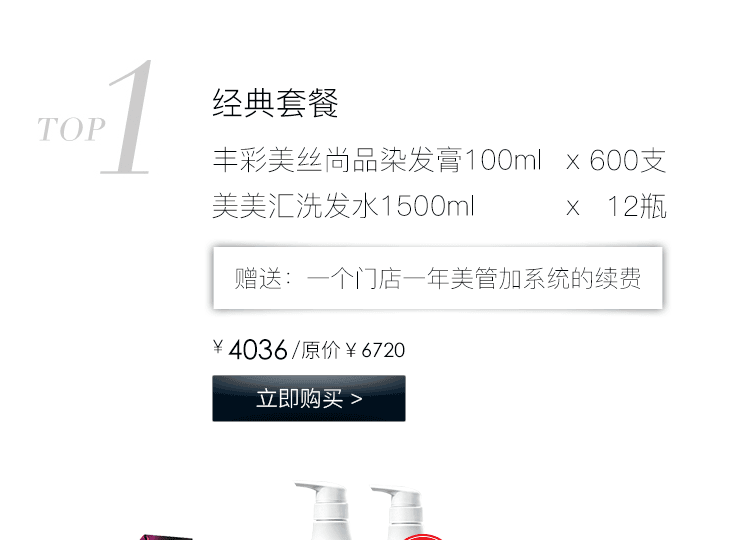 TOP 1
经典套餐
丰彩美丝尚品染发膏100ml x 600支
美美汇洗发水1500ml x 12瓶
赠送：一个门店一年美管加系统的续费
¥ 4036/原价 ¥ 6720
立即购买 >